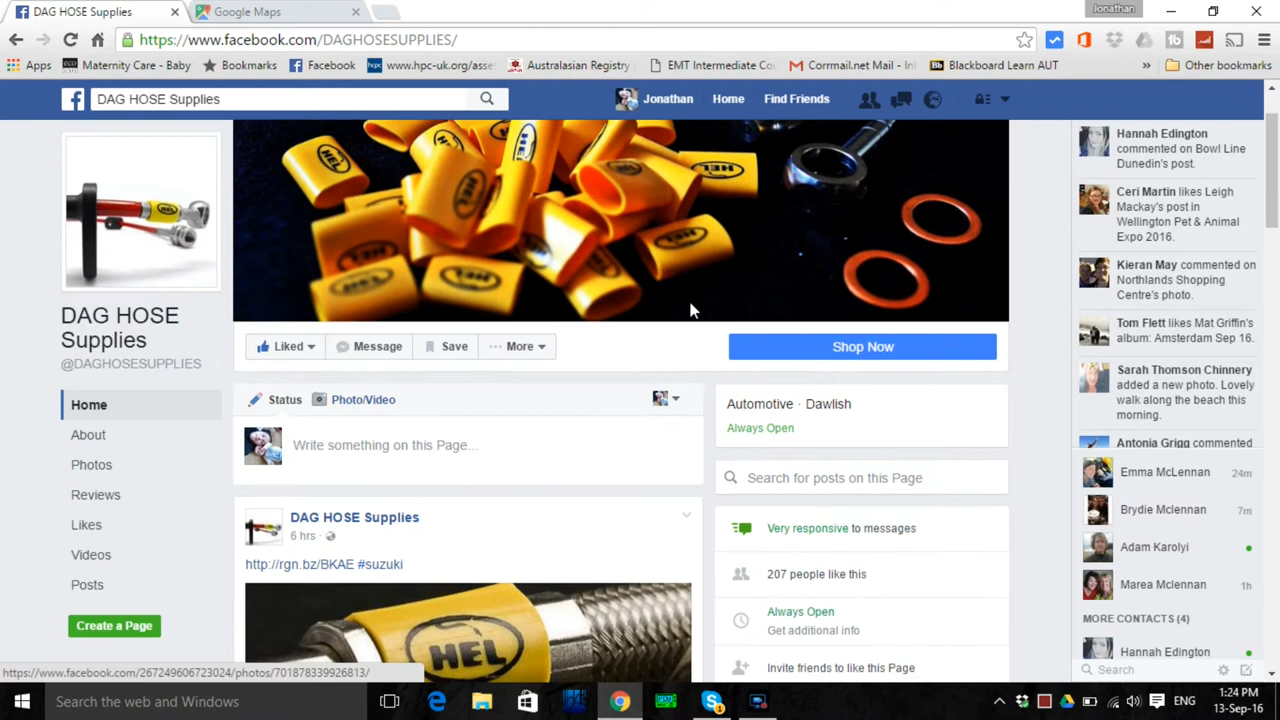 DAG HOSE Supplies
Google Maps
Jonathan
https://www.facebook.com/DAGHOSESUPPLIES/
Apps
Maternity Care - Baby
Bookmarks
Facebook
www.hpc-uk.org/asse
Australasian Registry
EMT Intermediate Co
Corrmail.net Mail - In
Blackboard Learn AUT
Other bookmarks
DAG HOSE Supplies
Jonathan
Home
Find Friends
HEL
HEL
HEL
HEL
HEL
HEL
DAG HOSE
Supplies
@DAGHOSESUPPLIES
Liked
Message
Save
More
Shop Now
Home
About
Photos
Reviews
Likes
Videos
Posts
Create a Page
Status
Photo/Video
Write something on this Page...
DAG HOSE Supplies
6 hrs
http://rgn.bz/BKAE #suzuki
HEL
Automotive · Dawlish
Always Open
Search for posts on this Page
Very responsive to messages
207 people like this
Always Open
Get additional info
Invite friends to like this Page
Hannah Edington
commented on Bowl Line
Dunedin's post.
Ceri Martin likes Leigh
Mackay's post in
Wellington Pet & Animal
Expo 2016.
Kieran May commented on
Northlands Shopping
Centre's photo.
Tom Flett likes Mat Griffin's
album: Amsterdam Sep 16.
Sarah Thomson Chinnery
added a new photo. Lovely
walk along the beach this
morning.
Antonia Grigg commented
Emma McLennan 24m
Brydie Mclennan 7m
Adam Karolyi
Marea Mclennan 1h
MORE CONTACTS (4)
Hannah Edington
Search
https://www.facebook.com/267249606723024/photos/701878339926813/
Search the web and Windows
ENG
1:24 PM
13-Sep-16